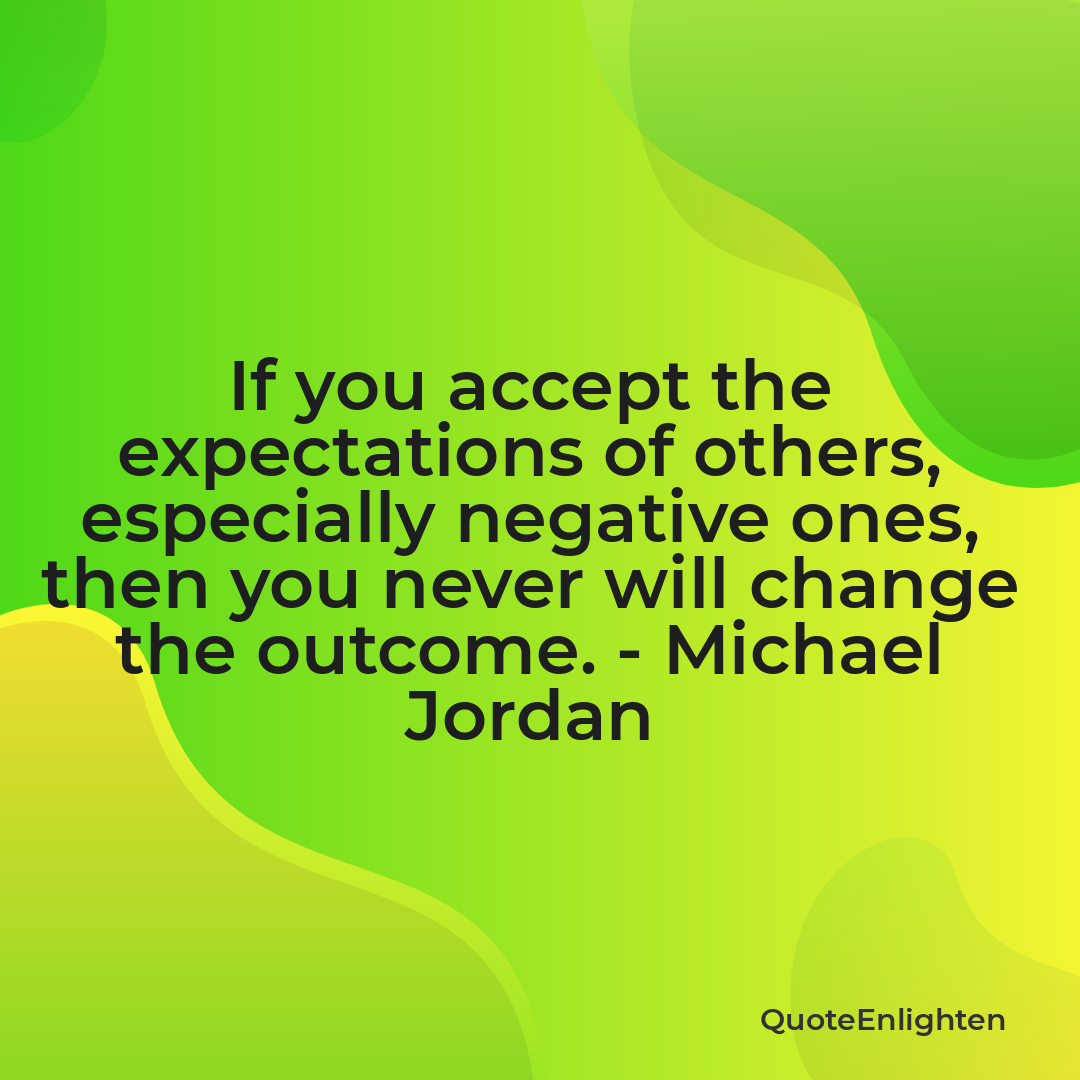 If you accept the
expectations of others,
especially negative ones,
then you never will change
the outcome. - Michael
Jordan
QuoteEnlighten